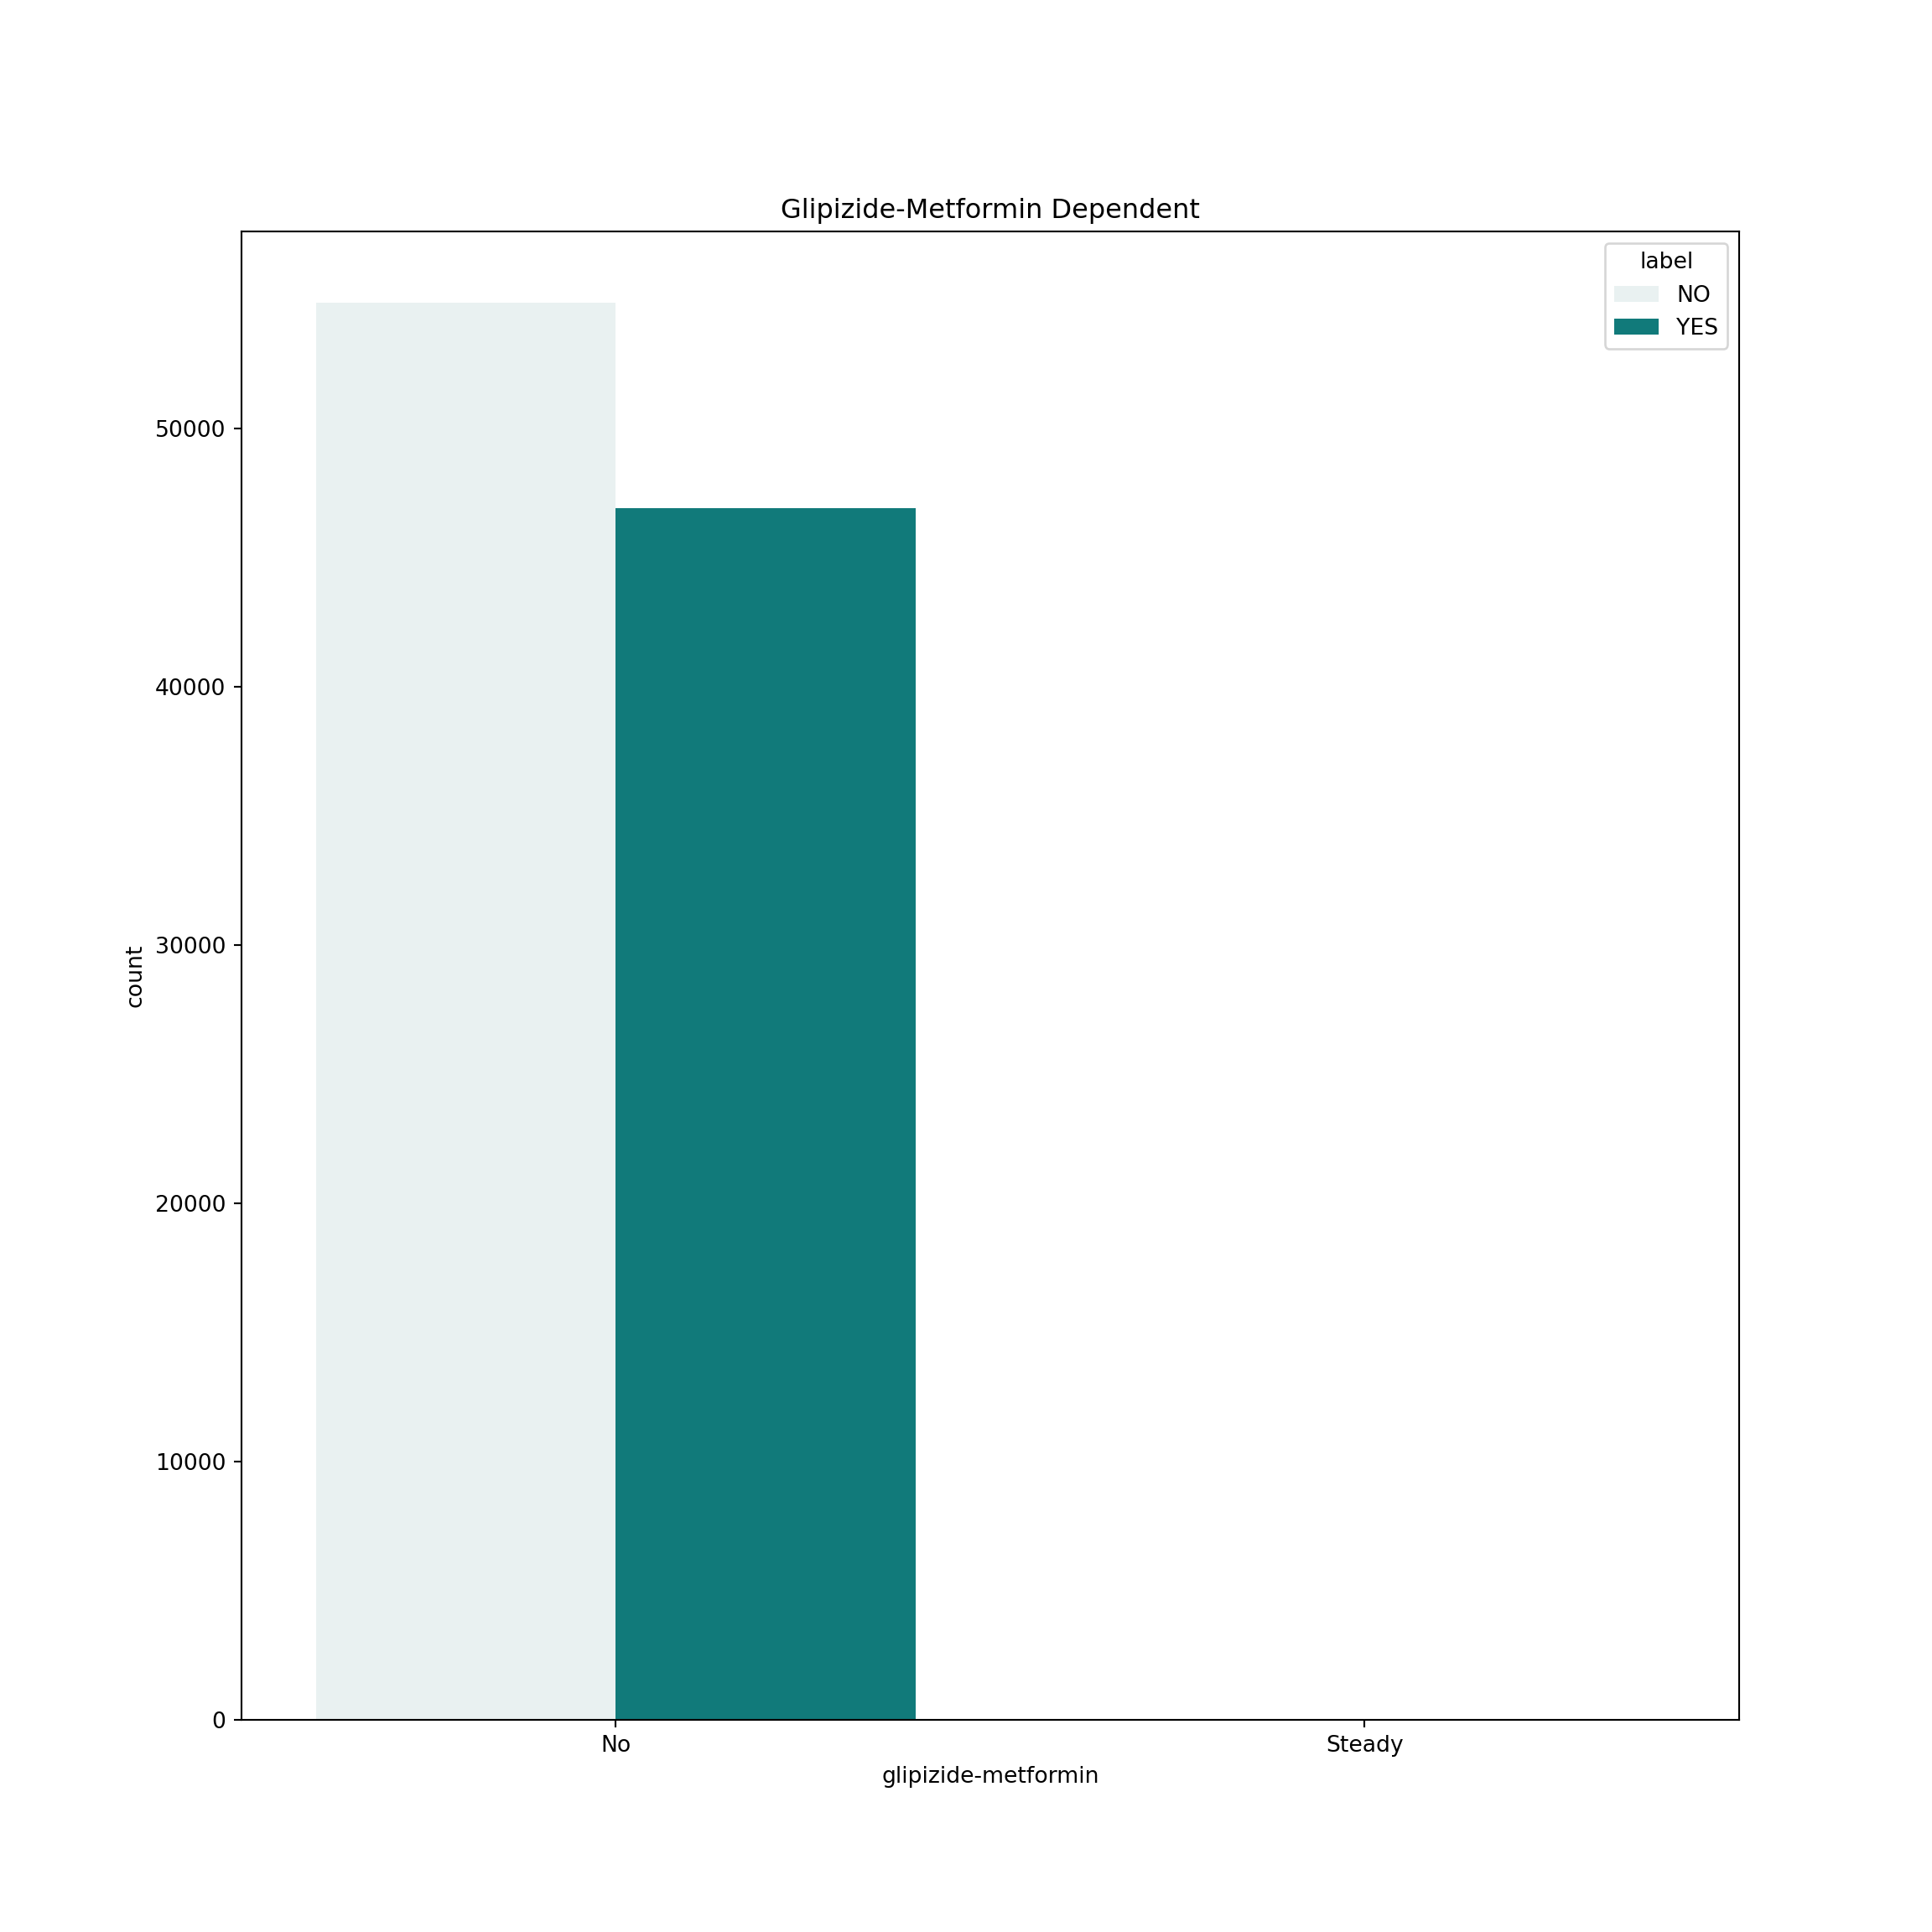 Glipizide-Metformin Dependent
label
NO
YES
50000
40000
30000
20000
10000
0
count
No
Steady
glipizide-metformin